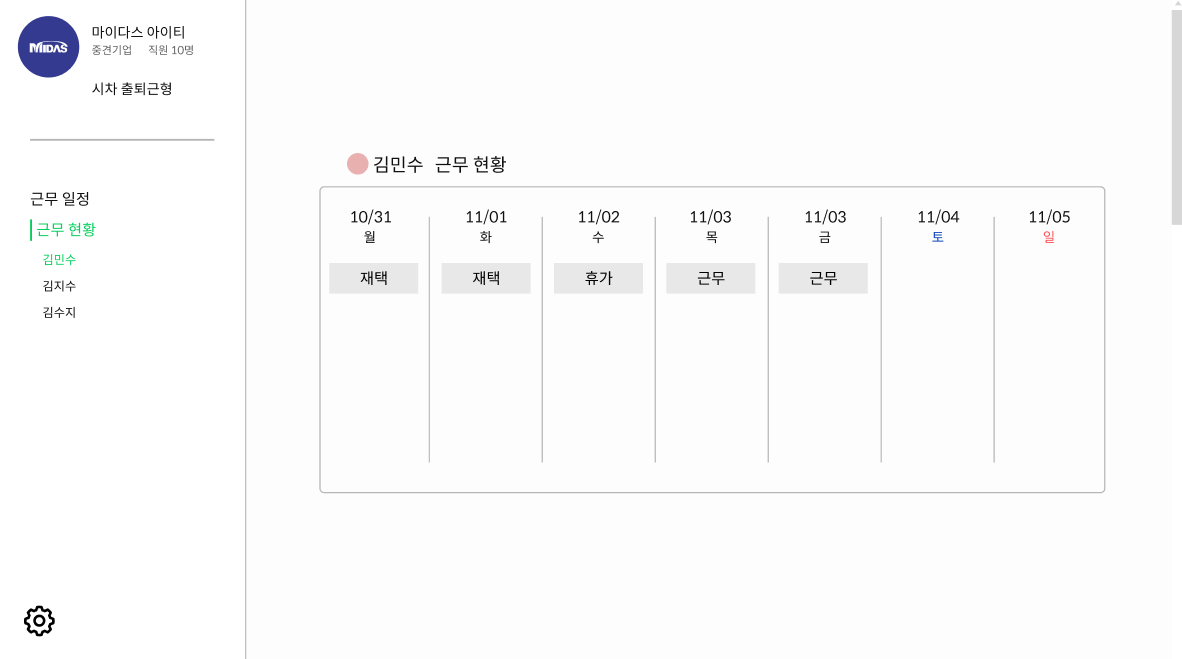 MIDAS
마이다스 아이티
중견기업 직원 10명
시차 출퇴근형
근무 일정
근무 현황
김민수
김지수
김수지
김민수 근무 현황
10/31 11/01 11/02 11/03 11/03 11/04 11/05
월 화 수 목 금 토 일
재택 재택 휴가 근무 근무